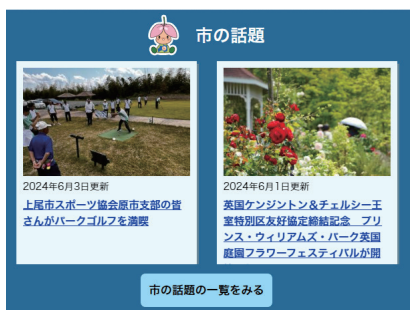 市の話題
2024年6月3日更新
上尾市スポーツ協会原市支部の皆
さんがパークゴルフを満喫
2024年6月1日更新
英国ケンジントン＆チェルシー王
室特別区友好協定締結記念　プリ
ンス・ウィリアムズ・パーク英国
庭園フラワーフェスティバルが開
市の話題の一覧をみる